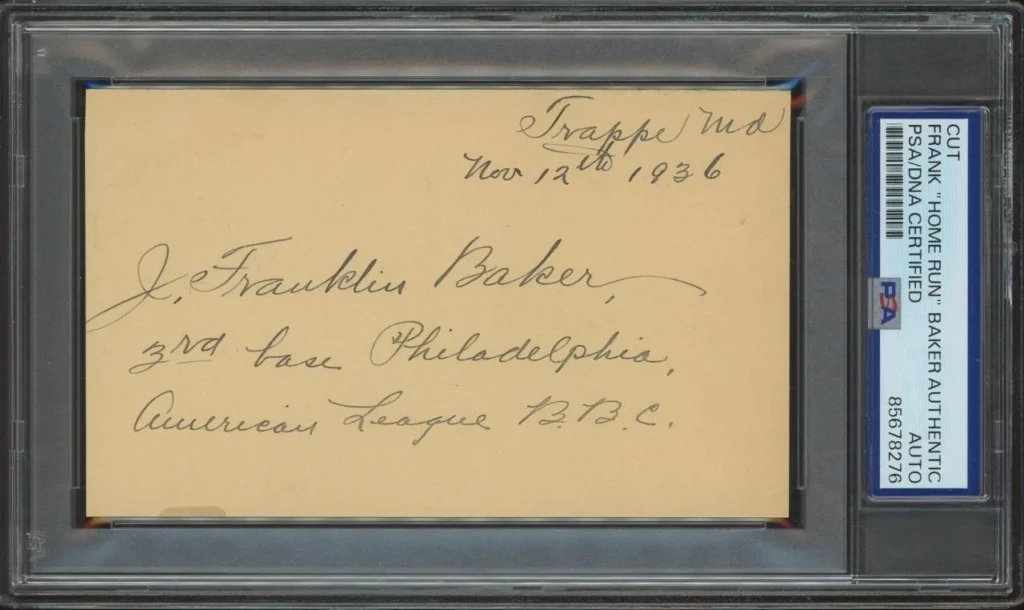 Trappe Md
Nov 12th 1936
J. Franklin Baker,
3rd base Philadelphia,
American League B.B.C.
CUT
FRANK "HOME RUN" BAKER AUTHENTIC
PSA/DNA CERTIFIED AUTO
85678276
PSA